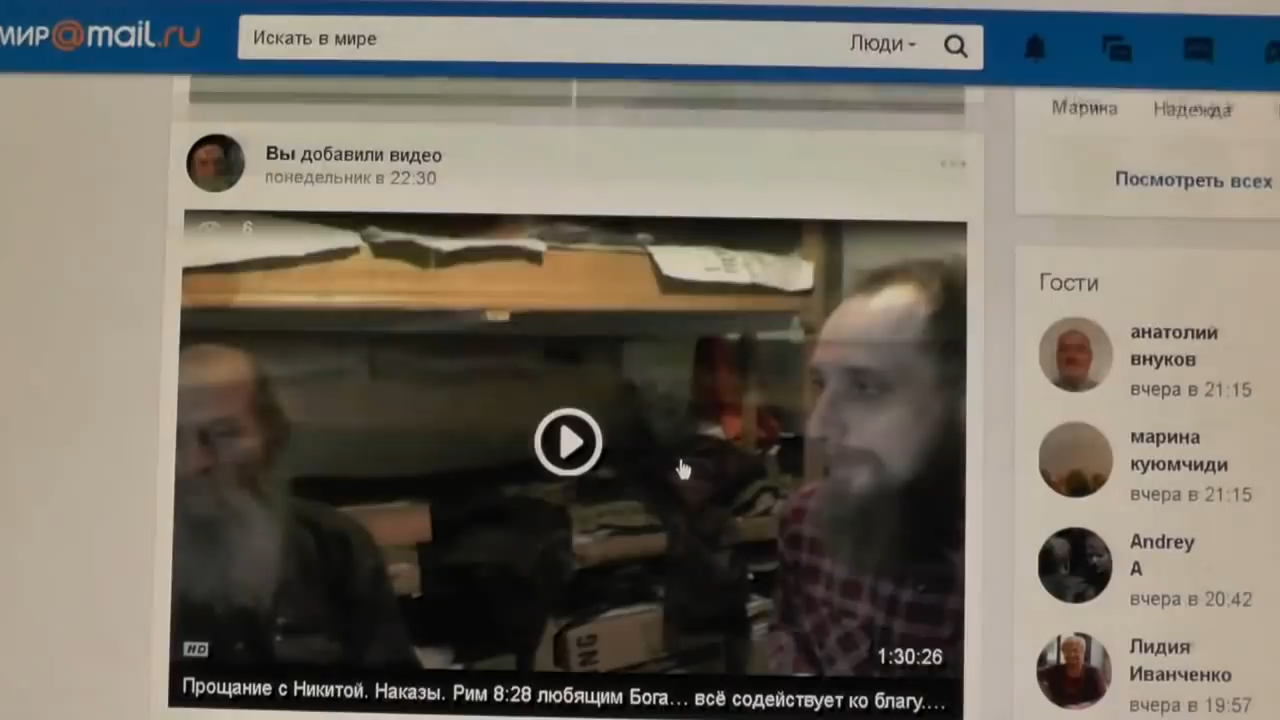 мир@mail.ru
Искать в мире
Люди
Марина Надежда
Посмотреть всех
Вы добавили видео
понедельник в 22:30
6
HD
1:30:26
Прощание с Никитой. Наказы. Рим 8:28 любящим Бога... всё содействует ко благу....
Гости
анатолий
внуков
вчера в 21:15
марина
куюмчиди
вчера в 21:15
Andrey
A
вчера в 20:42
Лидия
Иванченко
вчера в 19:57